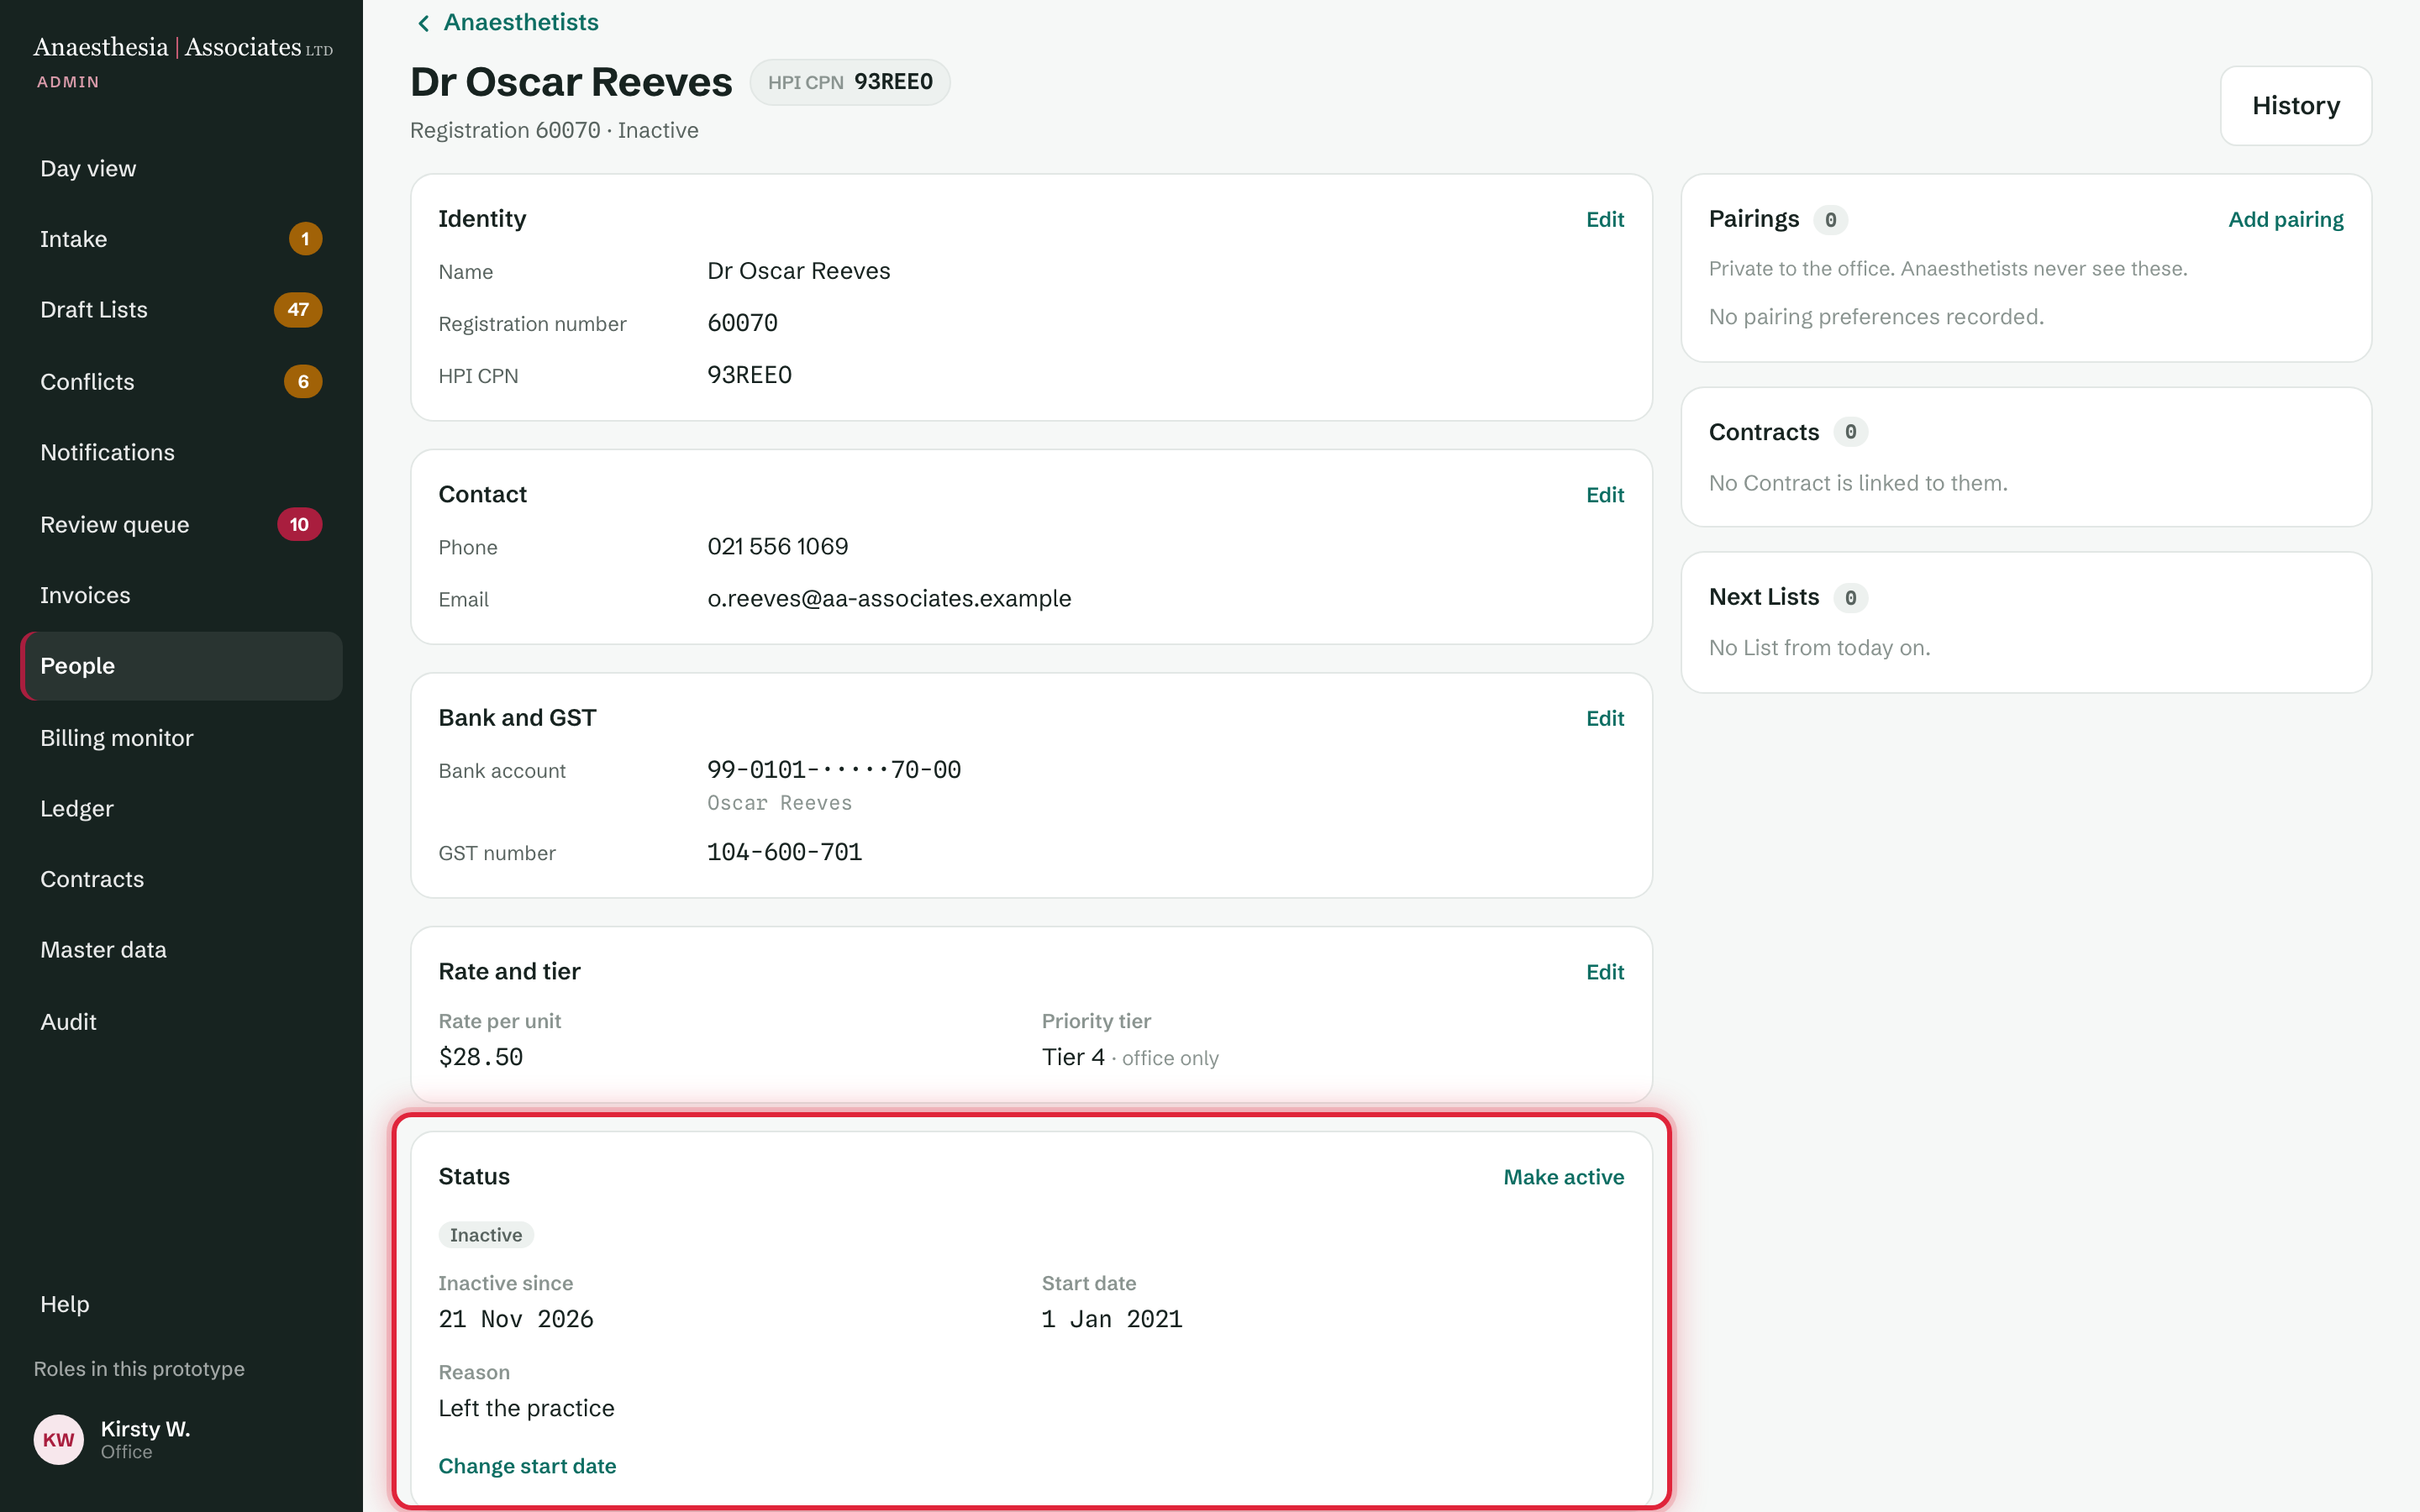 Anaesthesia | Associates LTD
ADMIN
Day view
Intake 1
Draft Lists 47
Conflicts 6
Notifications
Review queue 10
Invoices
People
Billing monitor
Ledger
Contracts
Master data
Audit
Help
Roles in this prototype
KW Kirsty W.
Office
Anaesthetists
Dr Oscar Reeves HPI CPN 93REE0
Registration 60070 · Inactive
History
Identity Edit
Name Dr Oscar Reeves
Registration number 60070
HPI CPN 93REE0
Contact Edit
Phone 021 556 1069
Email o.reeves@aa-associates.example
Bank and GST Edit
Bank account 99-0101-·····70-00
Oscar Reeves
GST number 104-600-701
Rate and tier Edit
Rate per unit Priority tier
$28.50 Tier 4 · office only
Status Make active
Inactive
Inactive since Start date
21 Nov 2026 1 Jan 2021
Reason
Left the practice
Change start date
Pairings 0 Add pairing
Private to the office. Anaesthetists never see these.
No pairing preferences recorded.
Contracts 0
No Contract is linked to them.
Next Lists 0
No List from today on.